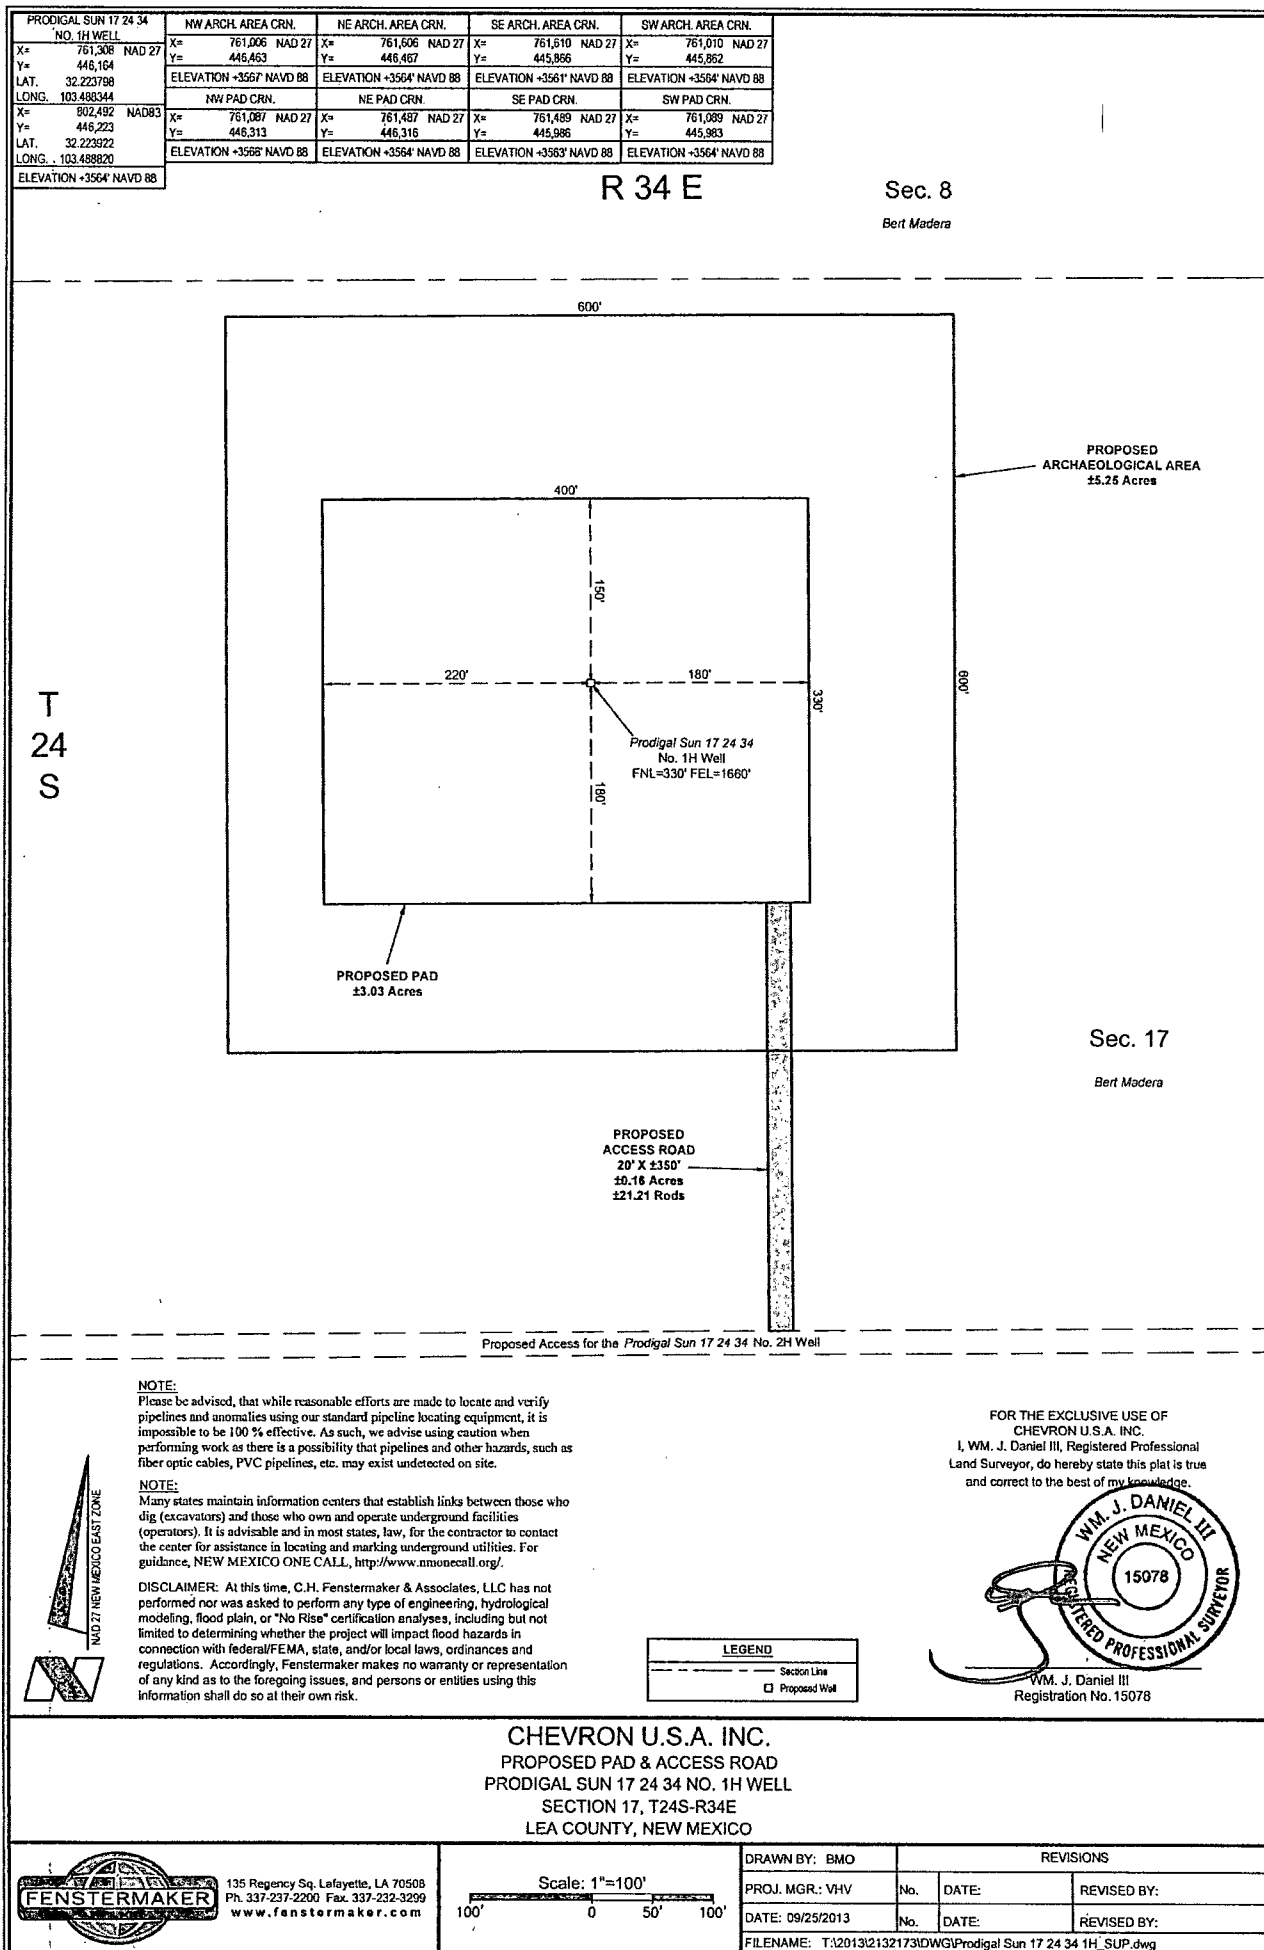 PRODIGAL SUN 17 24 34
NO. 1H WELL
X= 761,308 NAD 27
Y= 446,164
LAT. 32.223798
LONG. 103.488344
X= 802,492 NAD83
Y= 446,223
LAT. 32.223922
LONG. 103.488820
ELEVATION +3564' NAVD 88
NW ARCH. AREA CRN.
X= 761,006 NAD 27
Y= 446,463
ELEVATION +3567' NAVD 88
NE ARCH. AREA CRN.
X= 761,606 NAD 27
Y= 446,467
ELEVATION +3564' NAVD 88
SE ARCH. AREA CRN.
X= 761,610 NAD 27
Y= 445,866
ELEVATION +3561' NAVD 88
SW ARCH. AREA CRN.
X= 761,010 NAD 27
Y= 445,862
ELEVATION +3564' NAVD 88
NW PAD CRN.
X= 761,087 NAD 27
Y= 446,313
ELEVATION +3566' NAVD 88
NE PAD CRN.
X= 761,487 NAD 27
Y= 446,316
ELEVATION +3564' NAVD 88
SE PAD CRN.
X= 761,489 NAD 27
Y= 445,986
ELEVATION +3563' NAVD 88
SW PAD CRN.
X= 761,089 NAD 27
Y= 445,983
ELEVATION +3564' NAVD 88
R 34 E
Sec. 8
Bert Madera
600'
PROPOSED
ARCHAEOLOGICAL AREA
±5.25 Acres
400'
150'
220'
180'
330'
600'
T
24
S
Prodigal Sun 17 24 34
No. 1H Well
FNL=330' FEL=1660'
180'
PROPOSED PAD
±3.03 Acres
Sec. 17
Bert Madera
PROPOSED
ACCESS ROAD
20' X ±350'
±0.16 Acres
±21.21 Rods
Proposed Access for the Prodigal Sun 17 24 34 No. 2H Well
NOTE:
Please be advised, that while reasonable efforts are made to locate and verify
pipelines and anomalies using our standard pipeline locating equipment, it is
impossible to be 100 % effective. As such, we advise using caution when
performing work as there is a possibility that pipelines and other hazards, such as
fiber optic cables, PVC pipelines, etc. may exist undetected on site.
NOTE:
Many states maintain information centers that establish links between those who
dig (excavators) and those who own and operate underground facilities
(operators). It is advisable and in most states, law, for the contractor to contact
the center for assistance in locating and marking underground utilities. For
guidance, NEW MEXICO ONE CALL, http://www.nmonecall.org/.
DISCLAIMER: At this time, C.H. Fenstermaker & Associates, LLC has not
performed nor was asked to perform any type of engineering, hydrological
modeling, flood plain, or "No Rise" certification analyses, including but not
limited to determining whether the project will impact flood hazards in
connection with federal/FEMA, state, and/or local laws, ordinances and
regulations. Accordingly, Fenstermaker makes no warranty or representation
of any kind as to the foregoing issues, and persons or entities using this
information shall do so at their own risk.
NAD 27 NEW MEXICO EAST ZONE
N
LEGEND
Section Line
Proposed Well
FOR THE EXCLUSIVE USE OF
CHEVRON U.S.A. INC.
I, WM. J. Daniel III, Registered Professional
Land Surveyor, do hereby state this plat is true
and correct to the best of my knowledge.
WM. J. DANIEL III
NEW MEXICO
15078
REGISTERED PROFESSIONAL SURVEYOR
WM. J. Daniel III
Registration No. 15078
CHEVRON U.S.A. INC.
PROPOSED PAD & ACCESS ROAD
PRODIGAL SUN 17 24 34 NO. 1H WELL
SECTION 17, T24S-R34E
LEA COUNTY, NEW MEXICO
FENSTERMAKER
135 Regency Sq. Lafayette, LA 70508
Ph. 337-237-2200 Fax. 337-232-3299
www.fenstermaker.com
Scale: 1"=100'
100' 0 50' 100'
DRAWN BY: BMO
PROJ. MGR.: VHV
DATE: 09/25/2013
REVISIONS
No. DATE: REVISED BY:
No. DATE: REVISED BY:
FILENAME: T:\2013\2132173\DWG\Prodigal Sun 17 24 34 1H_SUP.dwg